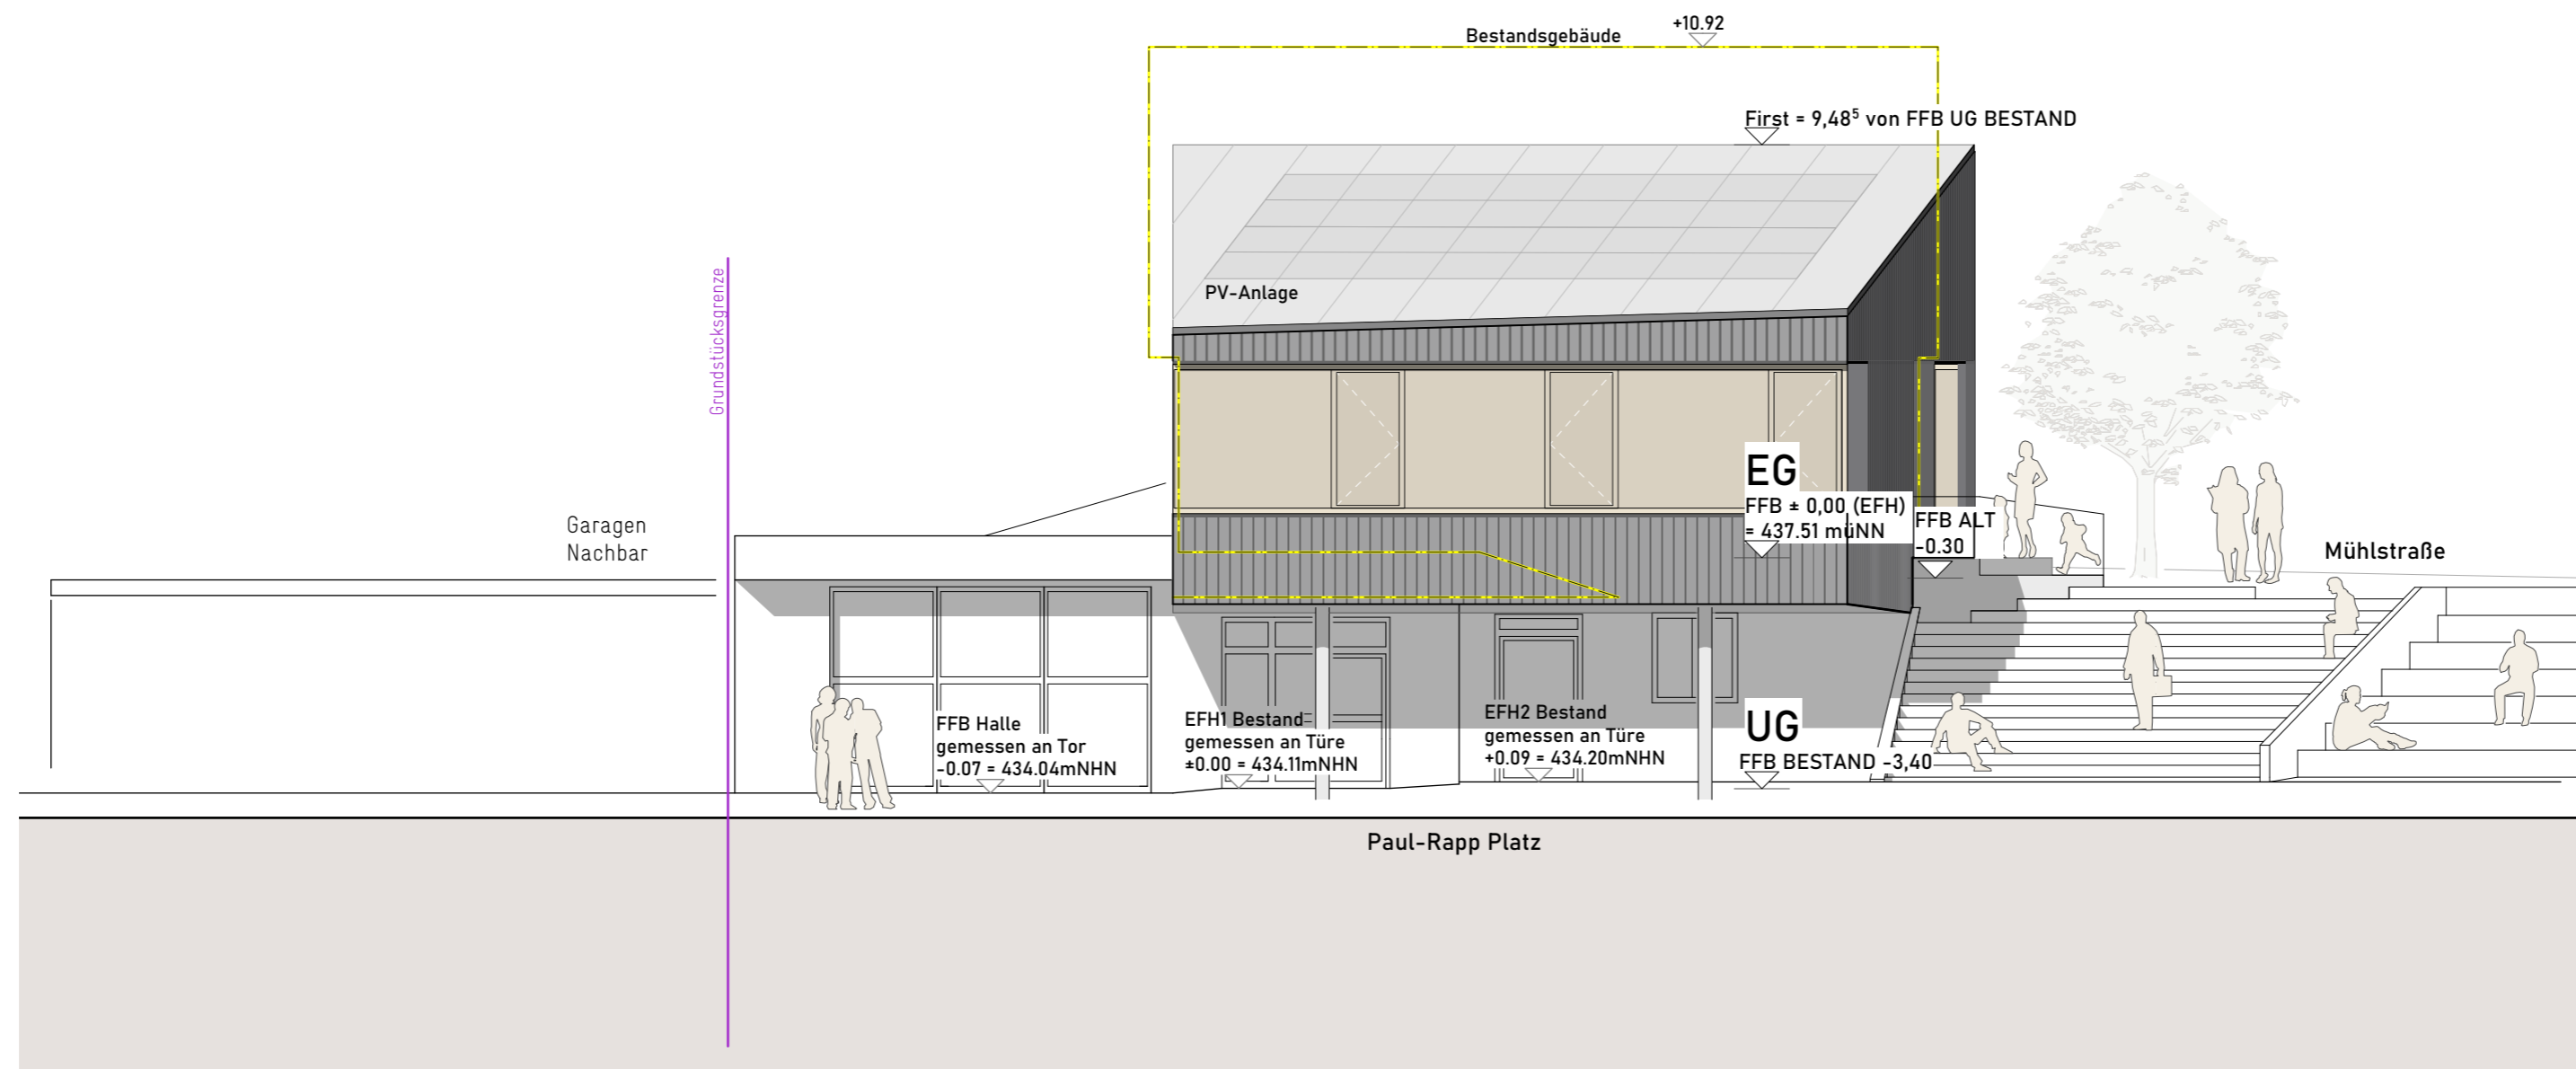 +10.92
Bestandsgebäude
First = 9,48⁵ von FFB UG BESTAND
PV-Anlage
Grundstücksgrenze
Garagen
Nachbar
EG
FFB ± 0,00 (EFH)
= 437.51 müNN
FFB ALT
-0.30
Mühlstraße
FFB Halle
gemessen an Tor
-0.07 = 434.04mNHN
EFH1 Bestand
gemessen an Türe
±0.00 = 434.11mNHN
EFH2 Bestand
gemessen an Türe
+0.09 = 434.20mNHN
UG
FFB BESTAND -3,40
Paul-Rapp Platz